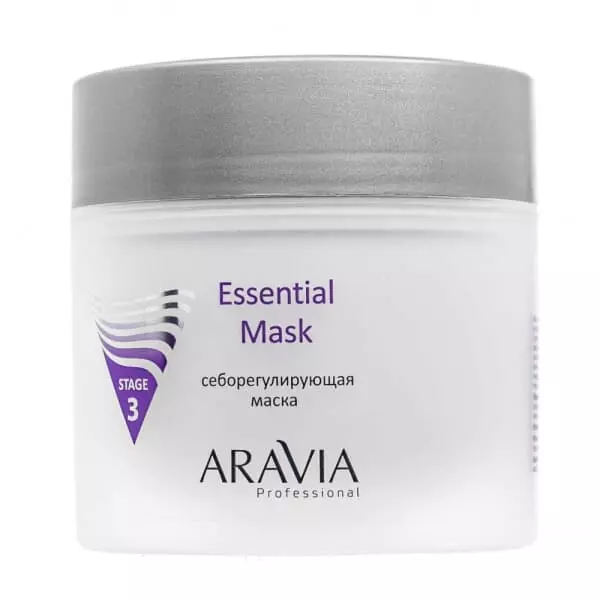 Essential
Mask
себорегулирующая
маска
STAGE
3
ARAVIA
Professional